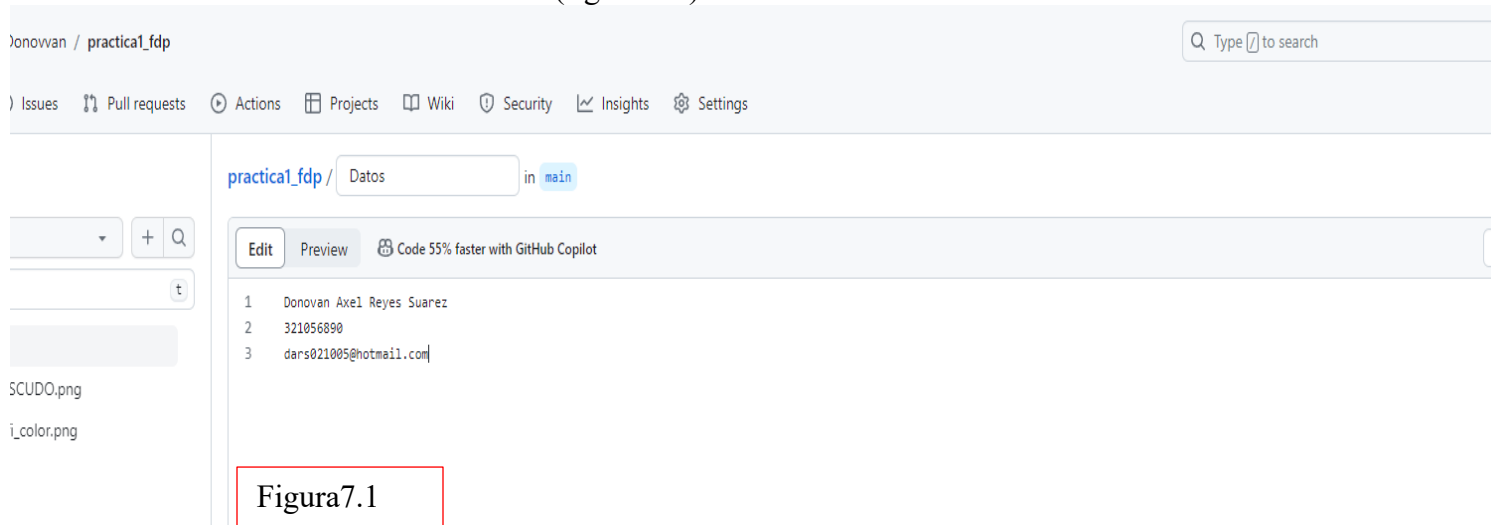 Donovvan / practica1_fdp
Type / to search
Issues Pull requests Actions Projects Wiki Security Insights Settings
practica1_fdp / Datos in main
Edit Preview Code 55% faster with GitHub Copilot
t
1 Donovan Axel Reyes Suarez
2 321056890
3 dars021005@hotmail.com
SCUDO.png
i_color.png
Figura7.1